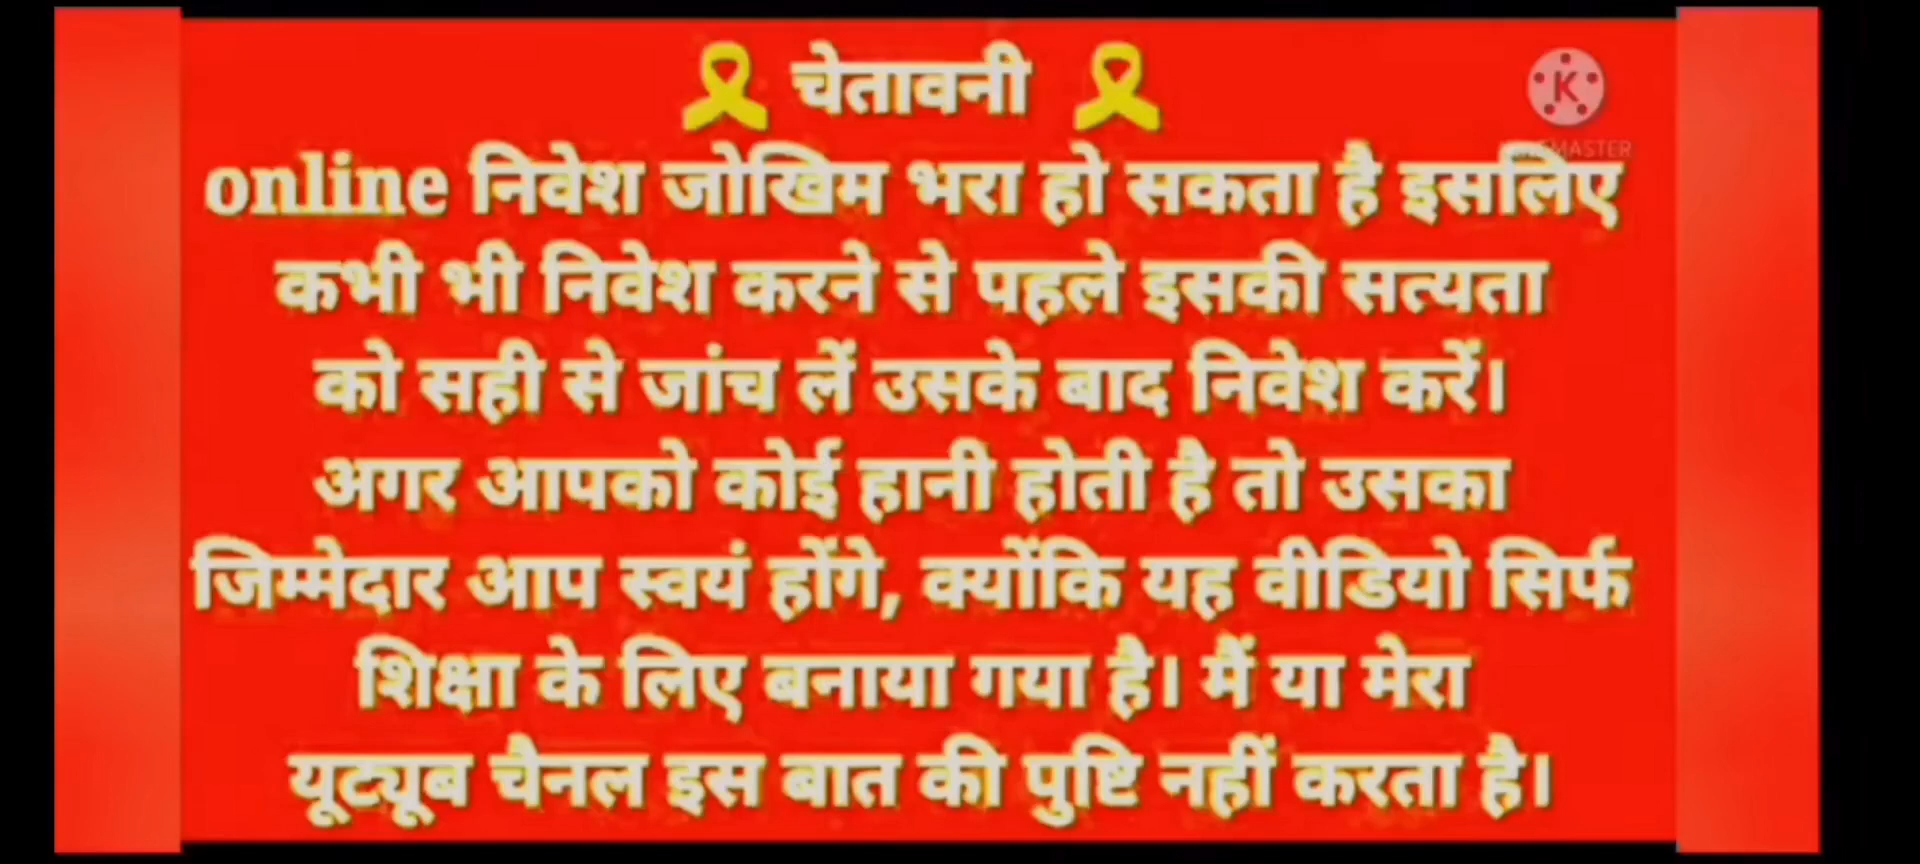 चेतावनी
K
KINEMASTER
online निवेश जोखिम भरा हो सकता है इसलिए
कभी भी निवेश करने से पहले इसकी सत्यता
को सही से जांच लें उसके बाद निवेश करें।
अगर आपको कोई हानी होती है तो उसका
जिम्मेदार आप स्वयं होंगे, क्योंकि यह वीडियो सिर्फ
शिक्षा के लिए बनाया गया है। मैं या मेरा
यूट्यूब चैनल इस बात की पुष्टि नहीं करता है।